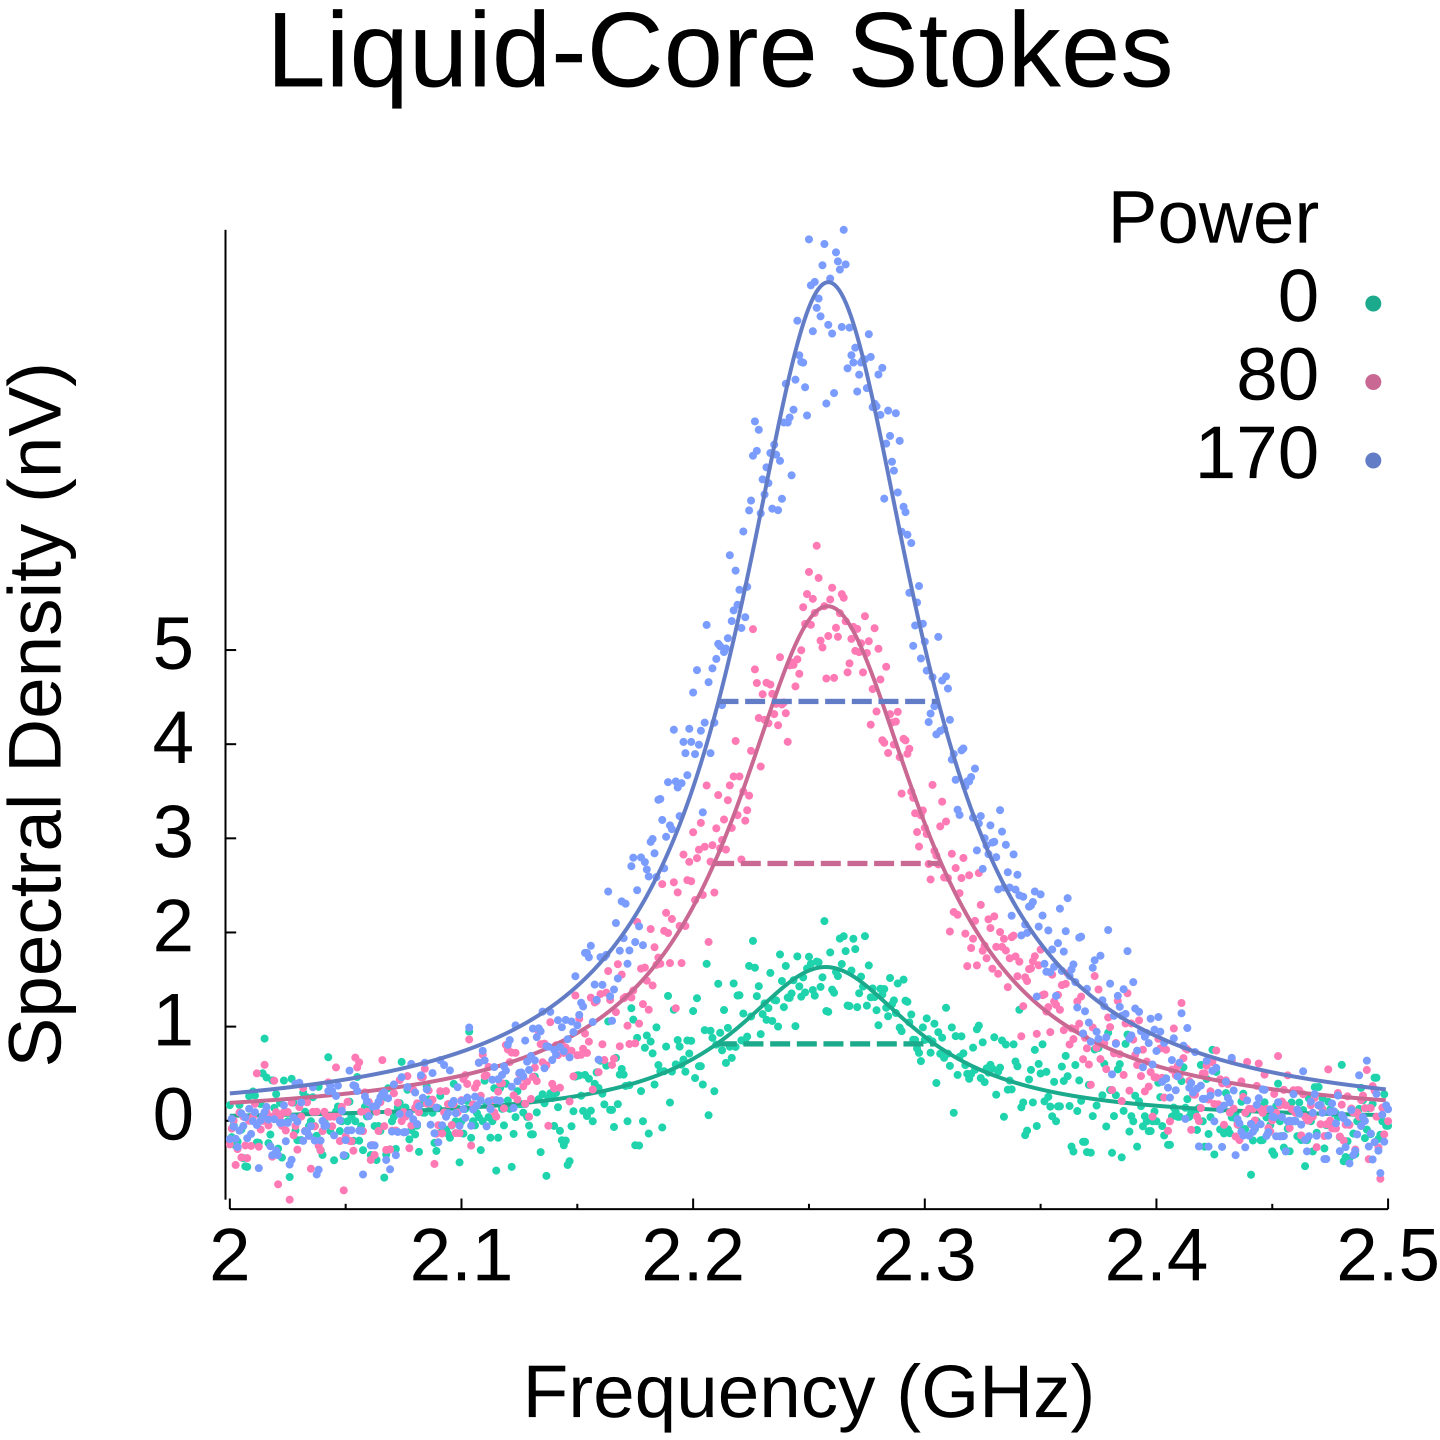 Liquid-Core Stokes
Power
0
80
170
Spectral Density (nV)
5
4
3
2
1
0
2 2.1 2.2 2.3 2.4 2.5
Frequency (GHz)